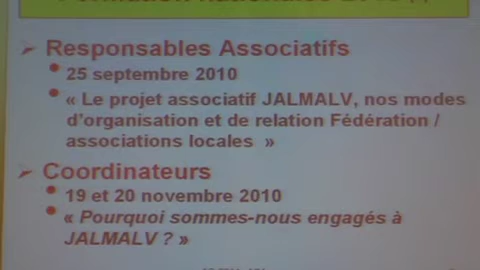 Responsables Associatifs
25 septembre 2010
« Le projet associatif JALMALV, nos modes
d'organisation et de relation Fédération /
associations locales »
Coordinateurs
19 et 20 novembre 2010
« Pourquoi sommes-nous engagés à
JALMALV ? »